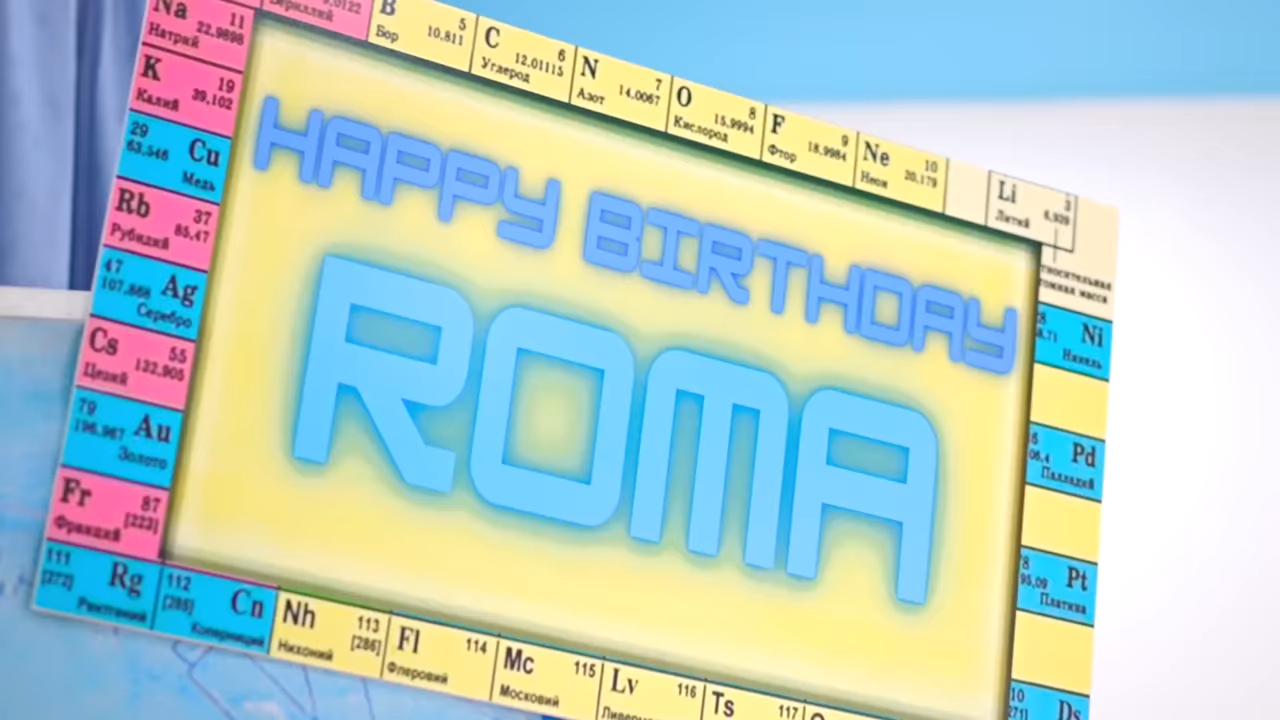 Na 11
22,9898
Натрий
9,0122
Бериллий
B 5
10,811
Бор
C 6
12,01115
Углерод
N 7
14,0067
Азот
O 8
15,9994
Кислород
F 9
18,9984
Фтор
Ne 10
20,179
Неон
Li 3
6,939
Литий
K 19
39,102
Калий
29
63,546 Cu
Медь
Rb 37
85,47
Рубидий
47
107,868 Ag
Серебро
Cs 55
132,905
Цезий
79
196,967 Au
Золото
Fr 87
[223]
Франций
111
[272] Rg
Рентгений
112
[285] Cn
Коперниций
Nh 113
[286]
Нихоний
Fl 114
Флеровий
Mc 115
Московий
Lv 116
Ts 117
HAPPY BIRTHDAY
ROMA
масса
Ni
Никель
Pd
Палладий
Pt
Платина
Ds